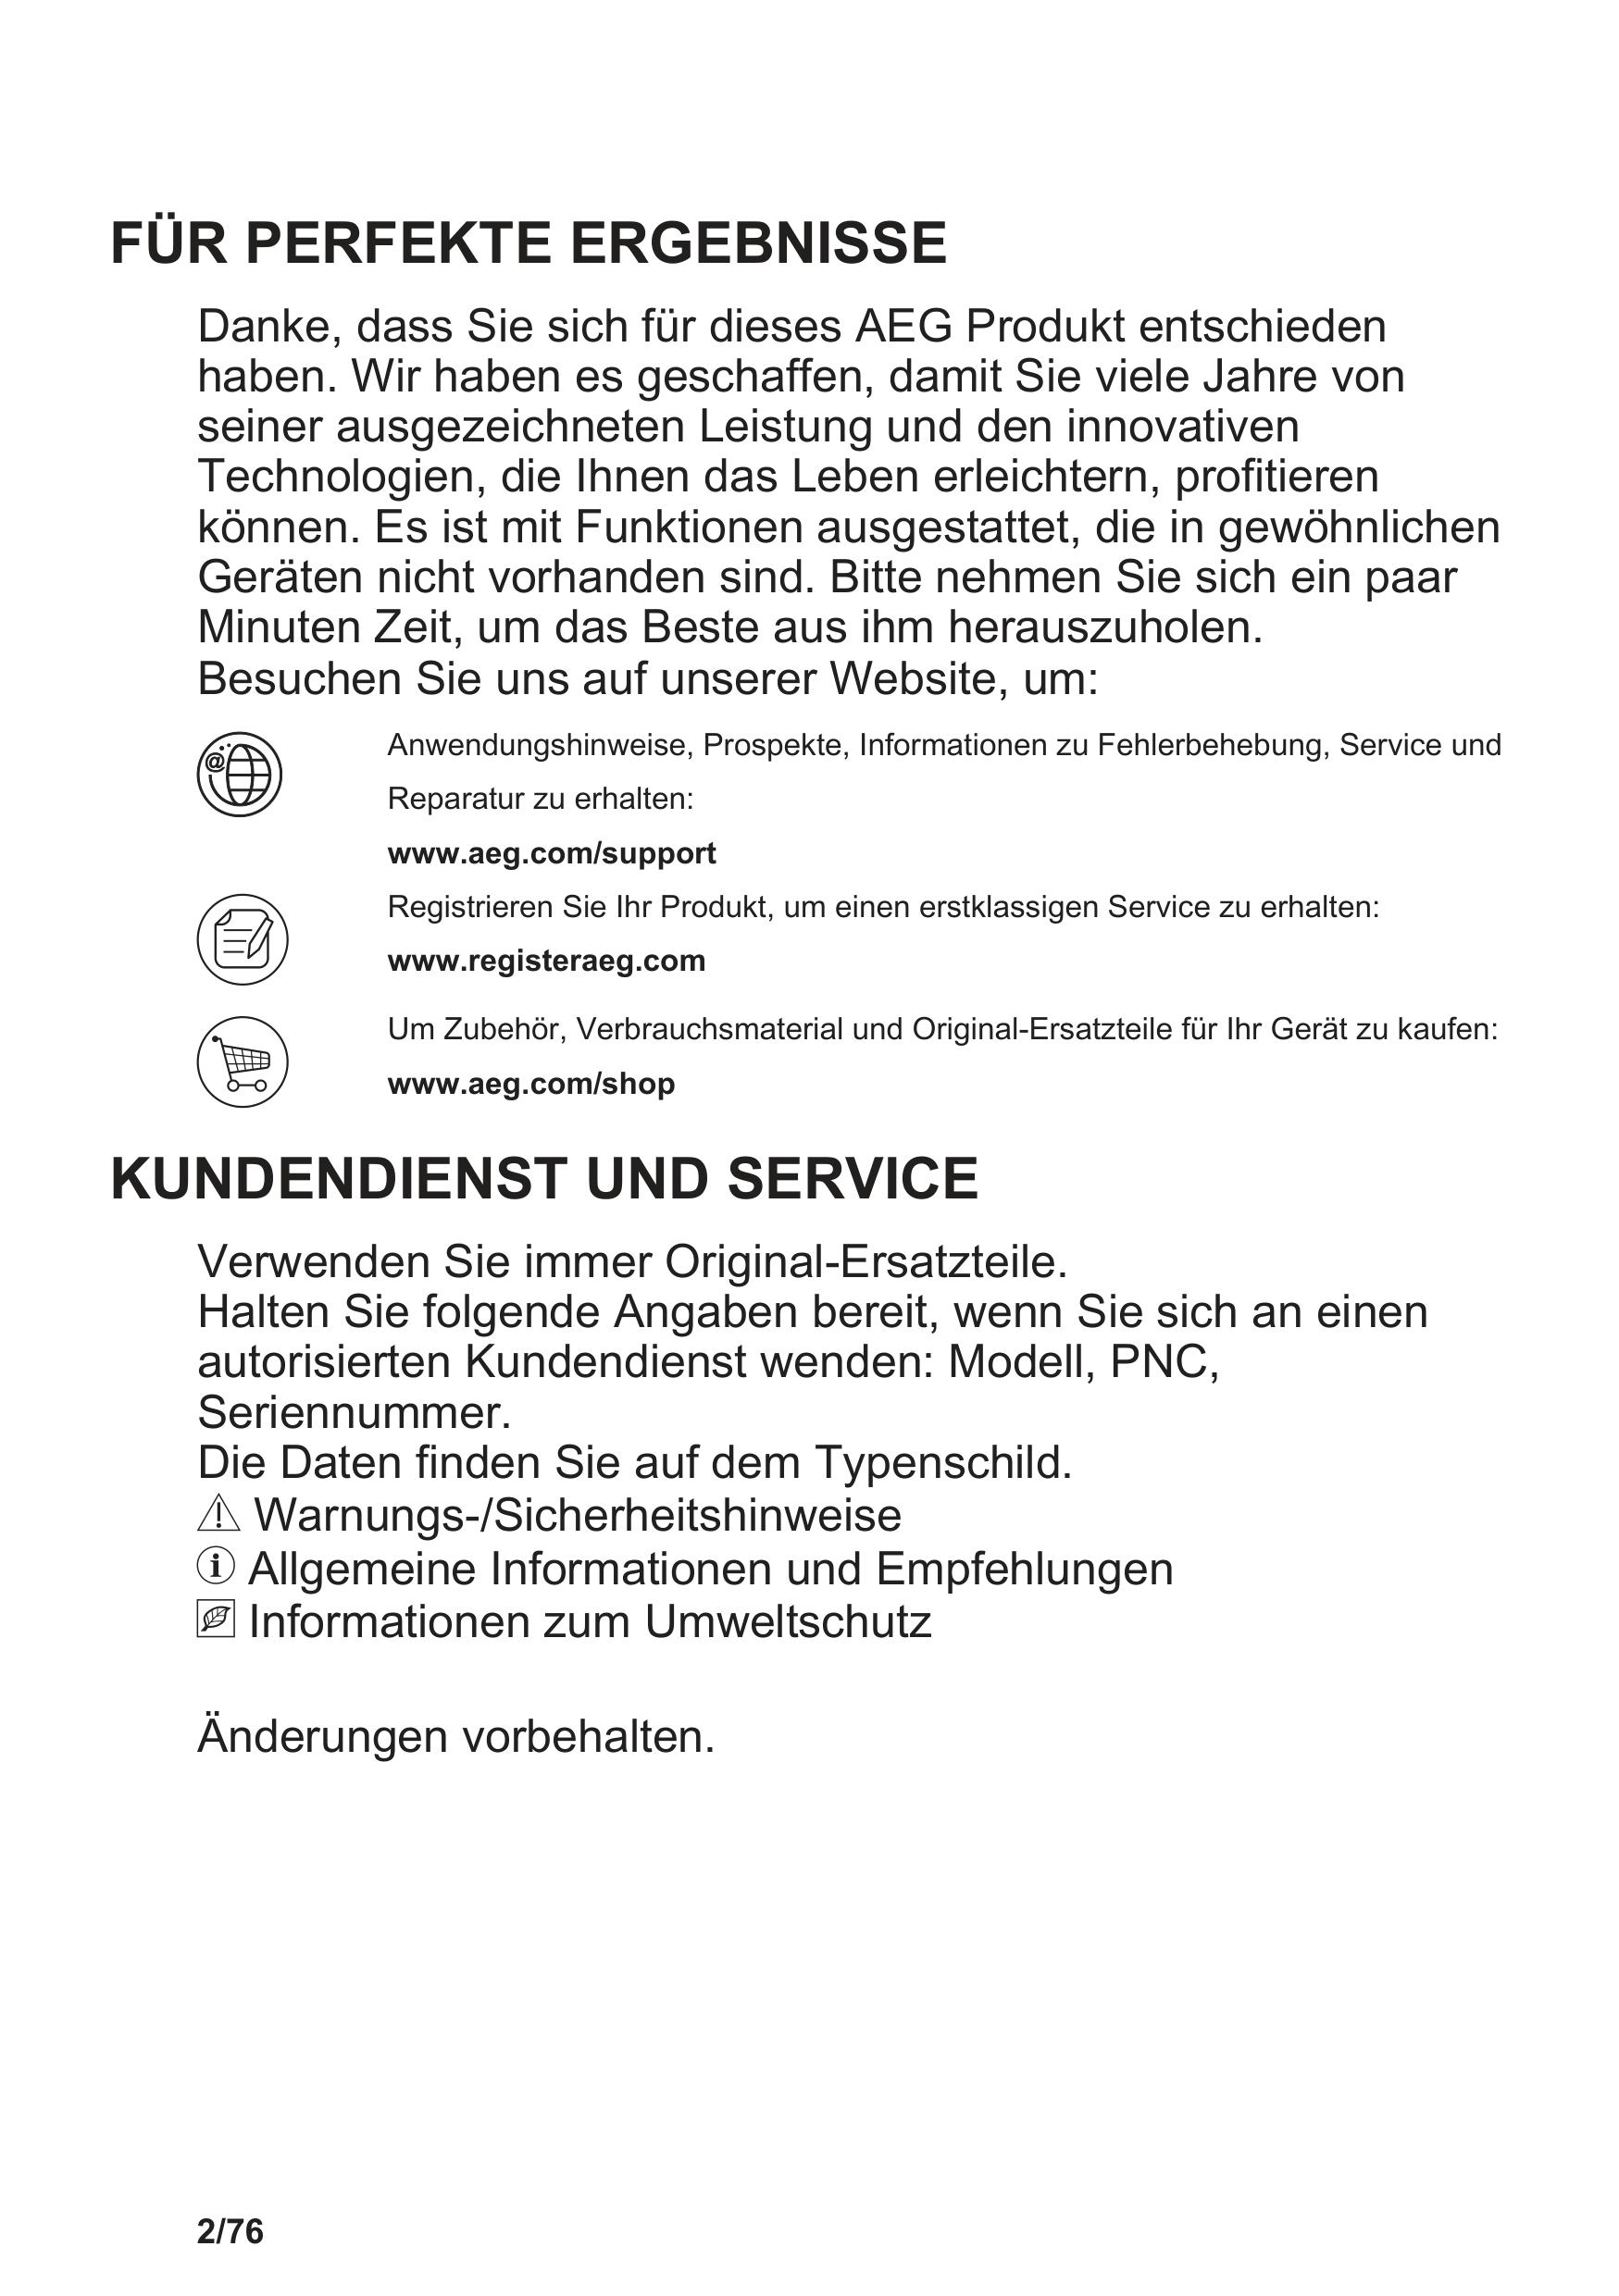 FÜR PERFEKTE ERGEBNISSE
Danke, dass Sie sich für dieses AEG Produkt entschieden
haben. Wir haben es geschaffen, damit Sie viele Jahre von
seiner ausgezeichneten Leistung und den innovativen
Technologien, die Ihnen das Leben erleichtern, profitieren
können. Es ist mit Funktionen ausgestattet, die in gewöhnlichen
Geräten nicht vorhanden sind. Bitte nehmen Sie sich ein paar
Minuten Zeit, um das Beste aus ihm herauszuholen.
Besuchen Sie uns auf unserer Website, um:
Anwendungshinweise, Prospekte, Informationen zu Fehlerbehebung, Service und
Reparatur zu erhalten:
www.aeg.com/support
Registrieren Sie Ihr Produkt, um einen erstklassigen Service zu erhalten:
www.registeraeg.com
Um Zubehör, Verbrauchsmaterial und Original-Ersatzteile für Ihr Gerät zu kaufen:
www.aeg.com/shop
KUNDENDIENST UND SERVICE
Verwenden Sie immer Original-Ersatzteile.
Halten Sie folgende Angaben bereit, wenn Sie sich an einen
autorisierten Kundendienst wenden: Modell, PNC,
Seriennummer.
Die Daten finden Sie auf dem Typenschild.
Warnungs-/Sicherheitshinweise
Allgemeine Informationen und Empfehlungen
Informationen zum Umweltschutz
Änderungen vorbehalten.
2/76